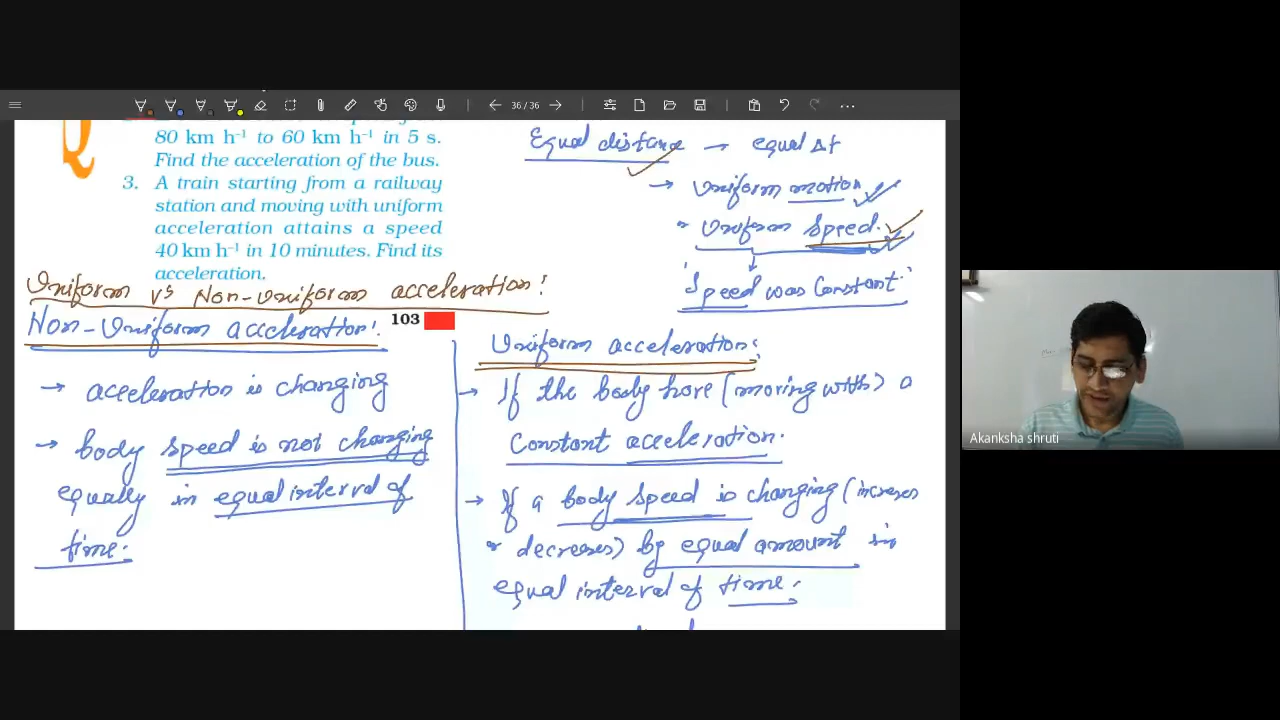 36/36
Q
80 km h⁻¹ to 60 km h⁻¹ in 5 s.
Find the acceleration of the bus.
3. A train starting from a railway
station and moving with uniform
acceleration attains a speed
40 km h⁻¹ in 10 minutes. Find its
acceleration.
103
Equal distance → equal Δt
→ Uniform motion
Uniform speed.
'Speed was constant'
Uniform vs Non-uniform acceleration:
Non-Uniform acceleration:
→ acceleration is changing
→ body speed is not changing
equally in equal interval of
time.
Uniform acceleration:
→ If the body have (moving with) a
Constant acceleration.
→ If a body speed is changing (increses
or decreeses) by equal amount in
equal interval of time.
Akanksha shruti